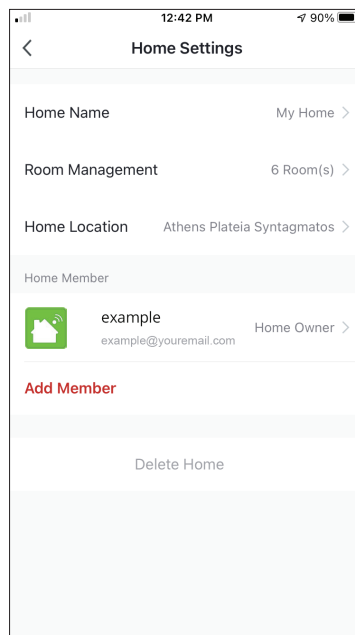 12:42 PM 90%
Home Settings
Home Name My Home
Room Management 6 Room(s)
Home Location Athens Plateia Syntagmatos
Home Member
example
example@youremail.com Home Owner
Add Member
Delete Home